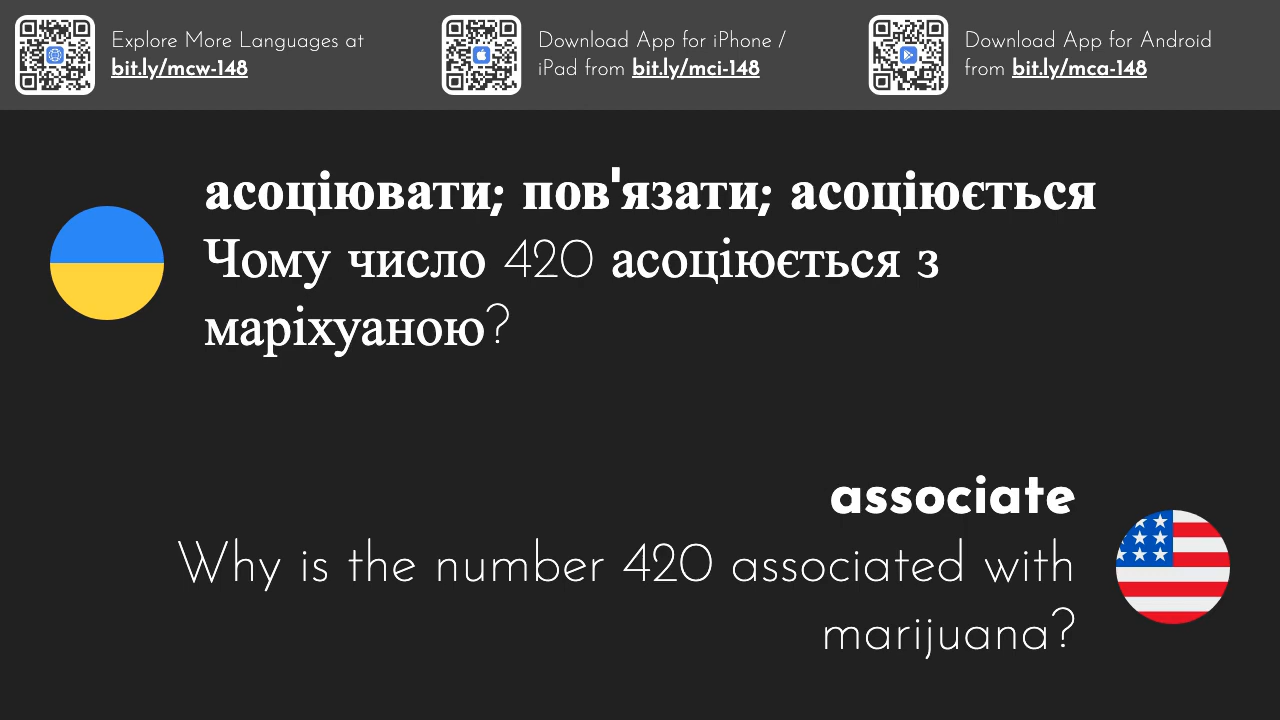 Explore More Languages at
bit.ly/mcw-148
Download App for iPhone /
iPad from bit.ly/mci-148
Download App for Android
from bit.ly/mca-148
асоціювати; пов'язати; асоціюється
Чому число 420 асоціюється з
маріхуаною?
associate
Why is the number 420 associated with
marijuana?